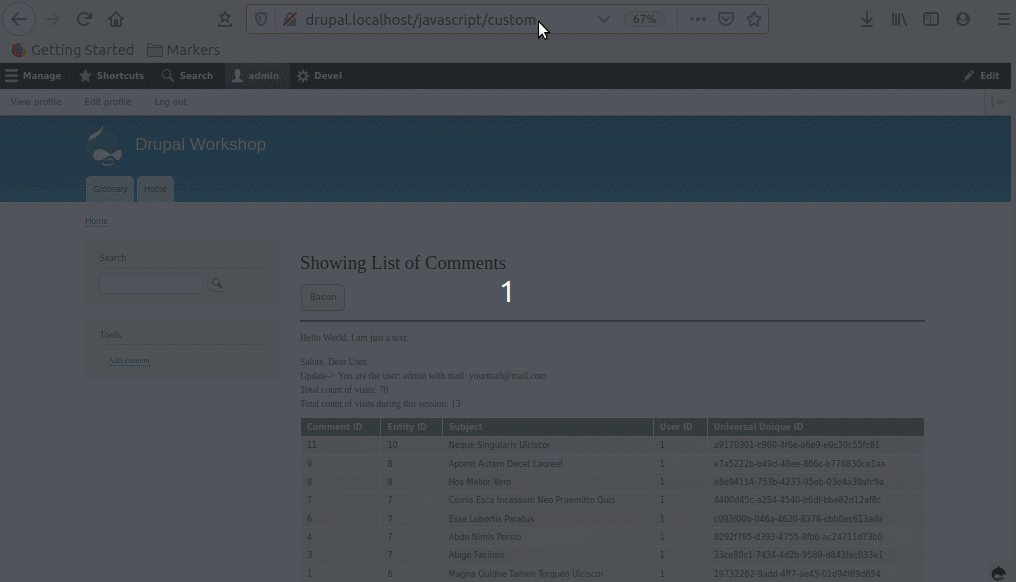 drupal.localhost/javascript/custom 67%
Getting Started Markers
Manage Shortcuts Search admin Devel Edit
View profile Edit profile Log out
Drupal Workshop
Glossary Home
Home
Search
Tools
Add content
Showing List of Comments
Bacon
1
Hello World, I am just a text.
Salute, Dear User.
Update-> You are the user: admin with mail: yourmail@mail.com
Total count of visits: 70
Total count of visits during this session: 13
Comment ID Entity ID Subject User ID Universal Unique ID
11 10 Neque Singularis Ulciscor 1 a9170301-c960-4f6e-a6e9-e0c30c55fc81
9 8 Aptent Autem Decet Laoreet 1 e7a5222b-b49d-48ee-866c-b776830ce1aa
8 8 Hos Melior Vero 1 e8e94114-753b-4233-95eb-03e4a39afc9a
7 7 Comis Esca Incassum Neo Praemitto Quis 1 4400d45c-a284-4540-b6df-bbe82d12ef8c
6 7 Esse Lobortis Paratus 1 c093f00b-046a-4620-8378-cbb0ec613ada
4 7 Abdo Nimis Persto 1 8292f795-d393-4755-9fb6-ac24711d73b0
3 7 Abigo Facilisis 1 33ce80c1-7434-4d2b-9589-d843fec033e1
1 6 Magna Quidne Tamen Torqueo Ulciscor 1 19732262-9add-4ff7-ae45-01d94f89d654